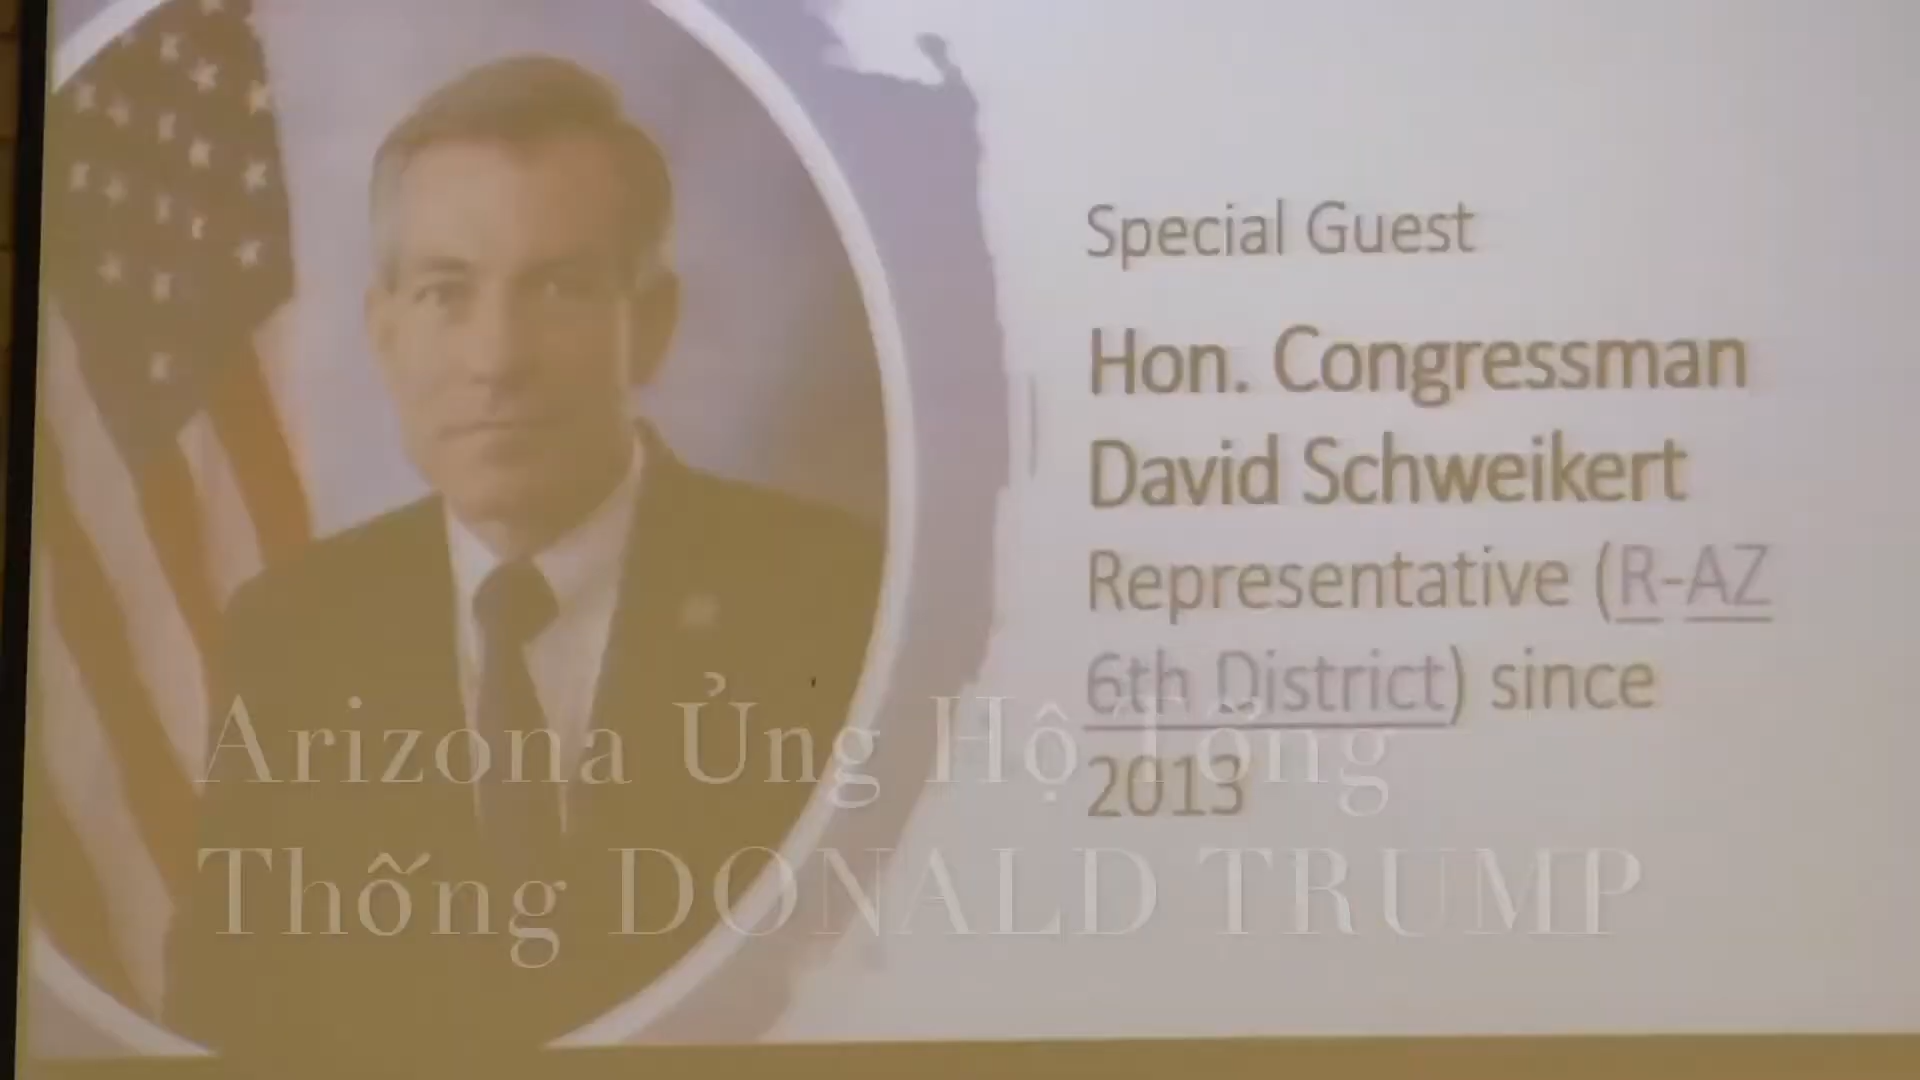 Special Guest
Hon. Congressman
David Schweikert
Representative (R-AZ
6th District) since
2013
Arizona Ủng Hộ Tổng
Thống DONALD TRUMP